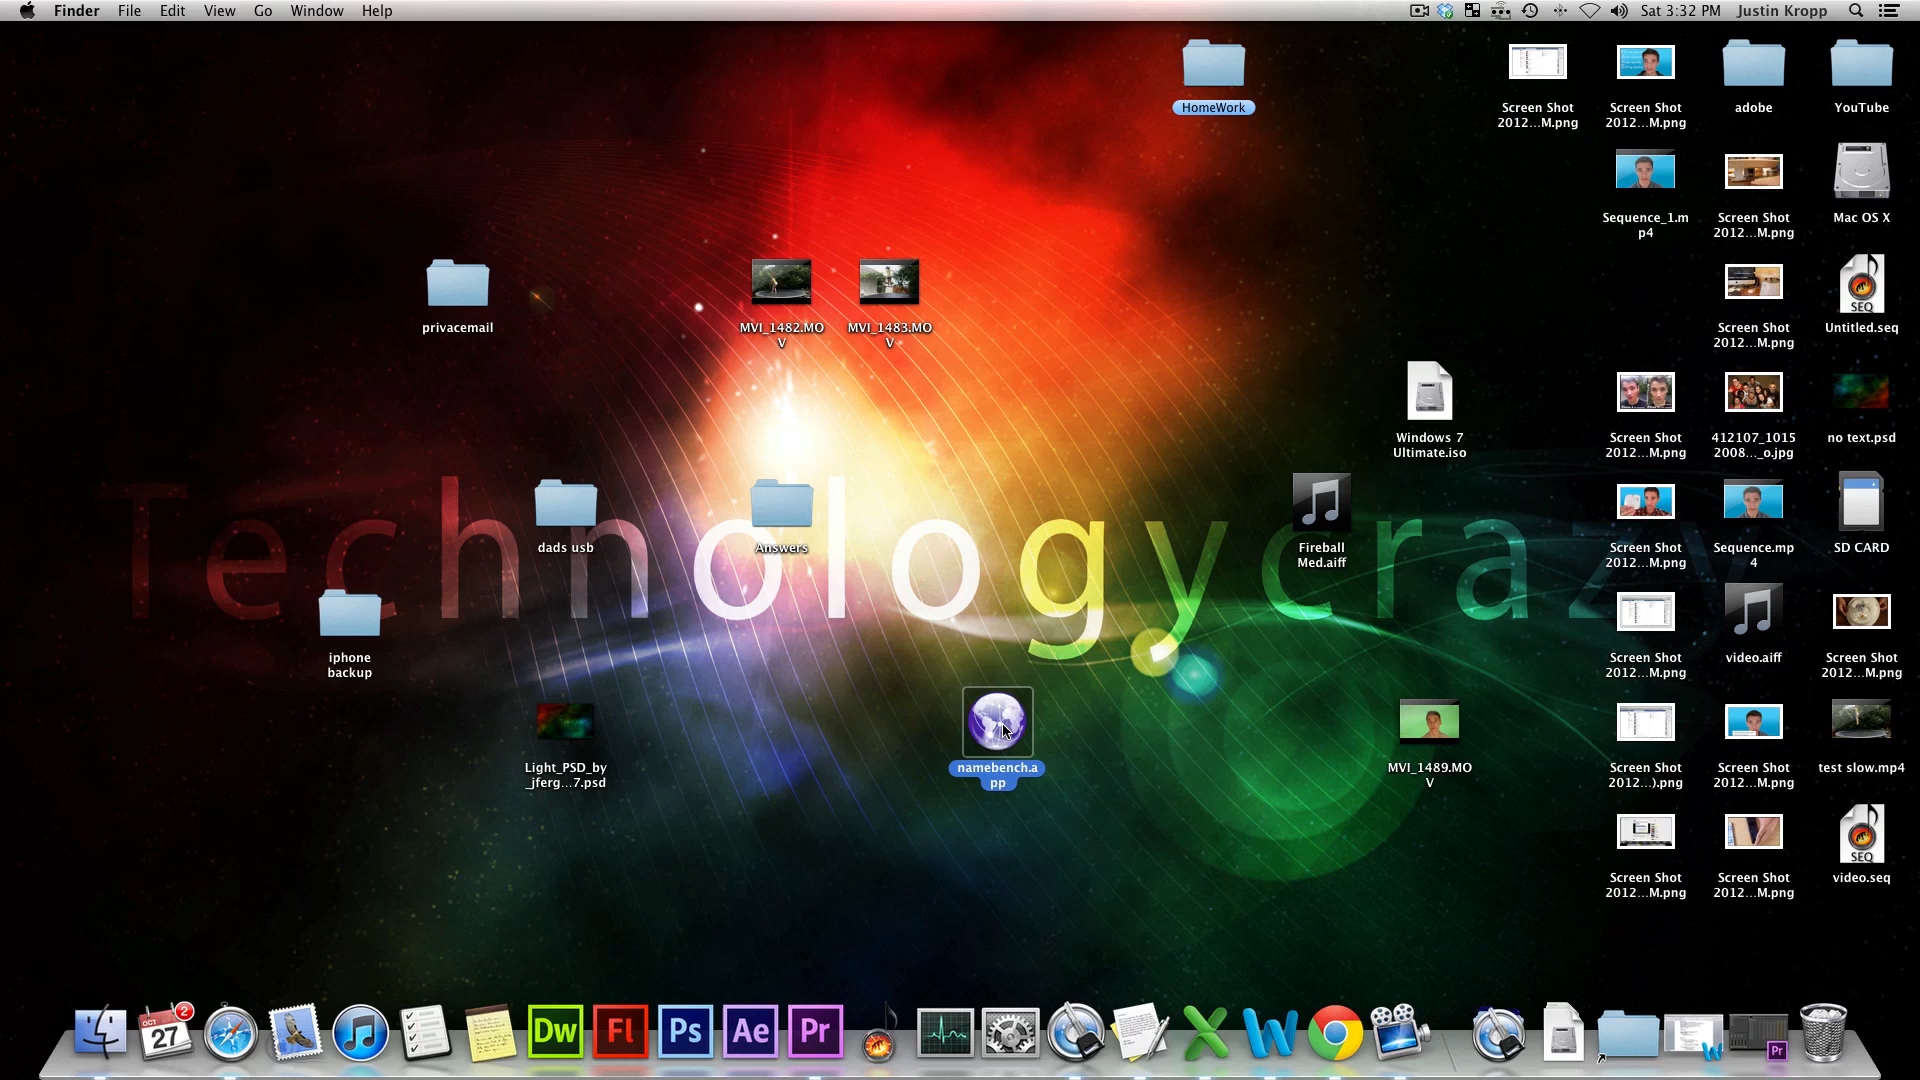 Finder File Edit View Go Window Help
Sat 3:32 PM Justin Kropp
HomeWork
Screen Shot
2012...M.png
Screen Shot
2012...M.png
adobe
YouTube
Sequence_1.m
p4
Screen Shot
2012...M.png
Mac OS X
privacemail
MVI_1482.MO
V
MVI_1483.MO
V
Screen Shot
2012...M.png
SEQ
Untitled.seq
Windows 7
Ultimate.iso
Screen Shot
2012...M.png
412107_1015
2008..._o.jpg
no text.psd
Technologycrazy
dads usb
Answers
Fireball
Med.aiff
Screen Shot
2012...M.png
Sequence.mp
4
SD CARD
iphone
backup
Screen Shot
2012...M.png
video.aiff
Screen Shot
2012...M.png
Light_PSD_by
_jferg...7.psd
namebench.a
pp
MVI_1489.MO
V
Screen Shot
2012...).png
Screen Shot
2012...M.png
test slow.mp4
Screen Shot
2012...M.png
Screen Shot
2012...M.png
SEQ
video.seq
OCT
27
2
Dw
Fl
Ps
Ae
Pr
Pr